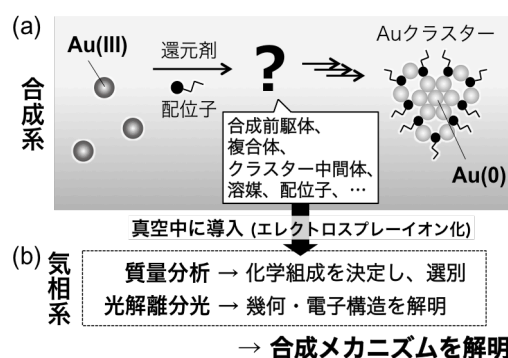 (a)
合成系
Au(III)
還元剤
配位子
?
Auクラスター
合成前駆体、
複合体、
クラスター中間体、
溶媒、配位子、…
Au(0)
真空中に導入 (エレクトロスプレーイオン化)
(b)
気相系
質量分析 → 化学組成を決定し、選別
光解離分光 → 幾何・電子構造を解明
→ 合成メカニズムを解明